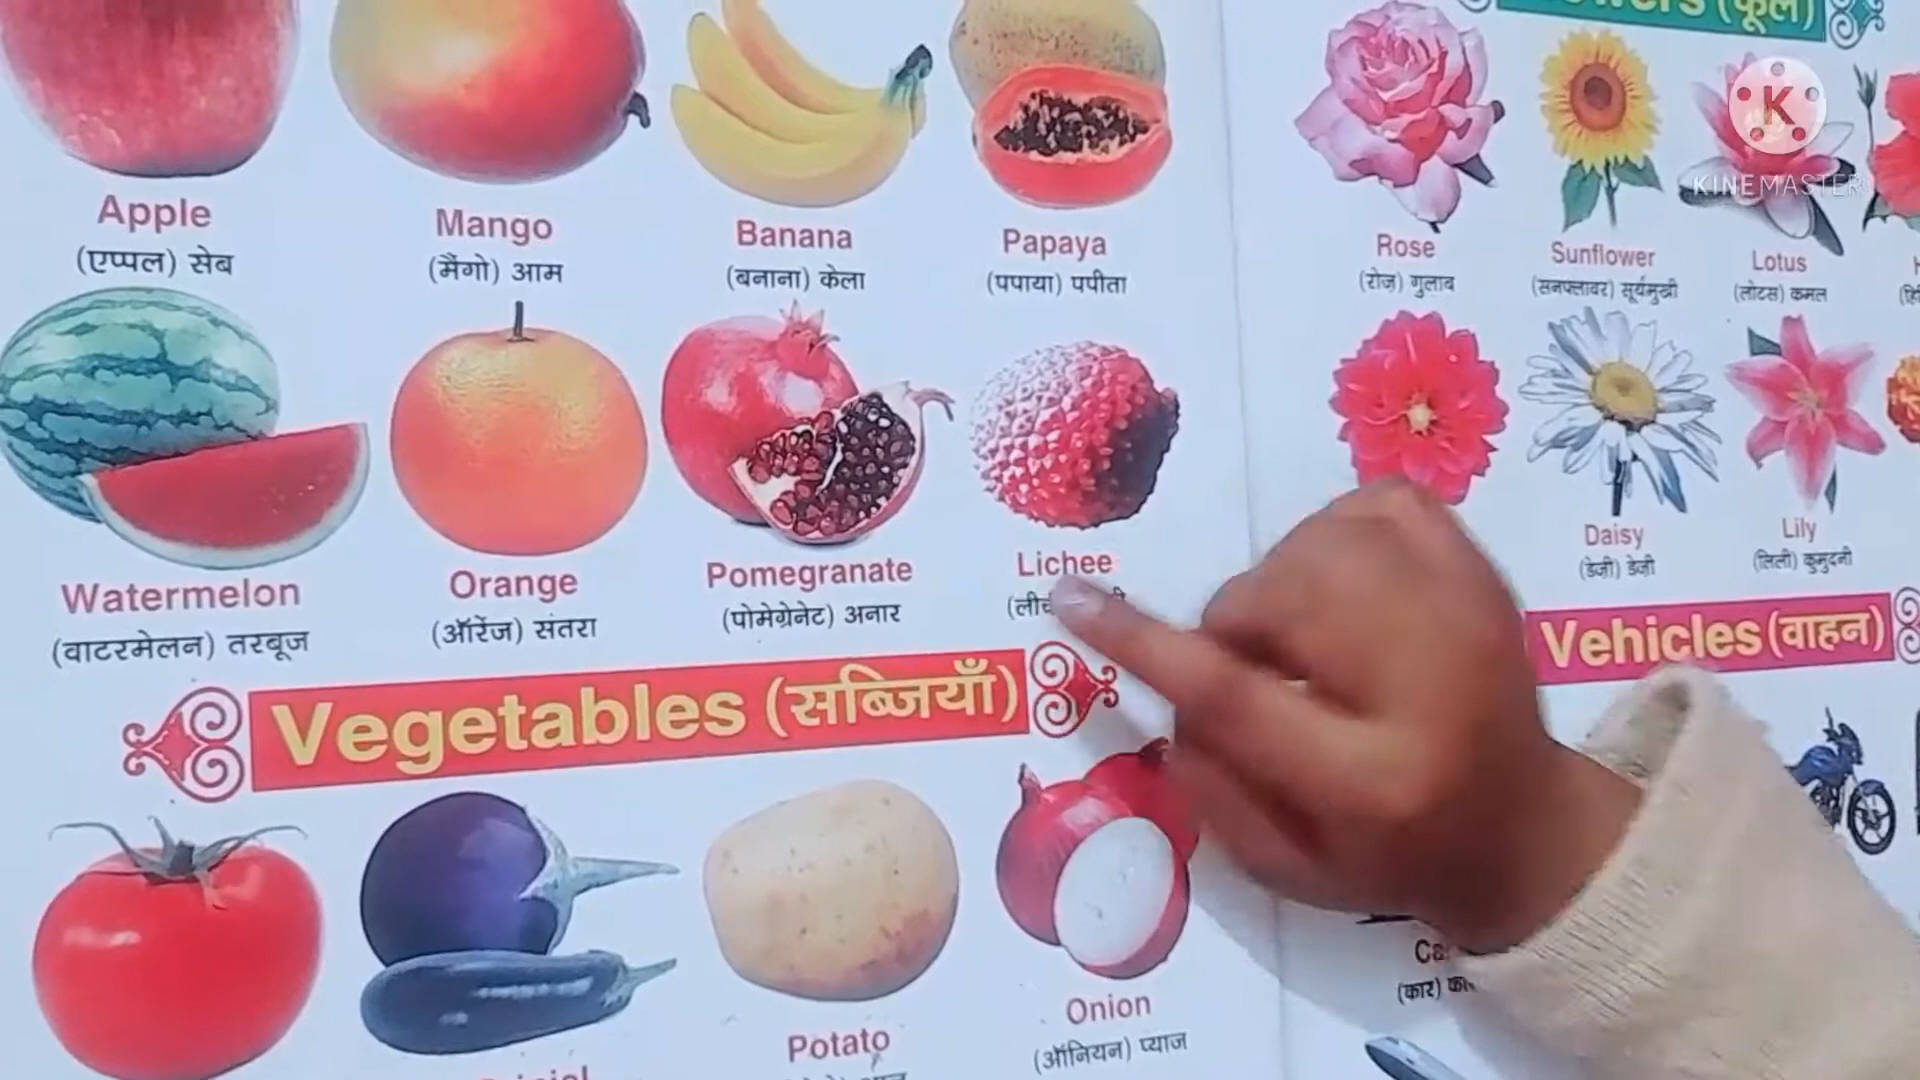 (फूल)
K
KINEMASTER
Apple
(एप्पल) सेब
Mango
(मैंगो) आम
Banana
(बनाना) केला
Papaya
(पपाया) पपीता
Rose
(रोज) गुलाब
Sunflower
(सनफ्लावर) सूर्यमुखी
Lotus
(लोटस) कमल
Watermelon
(वाटरमेलन) तरबूज
Orange
(ऑरेंज) संतरा
Pomegranate
(पोमेग्रेनेट) अनार
Lichee
Daisy
(डेजी) डेजी
Lily
(लिली) कुमुदनी
Vegetables (सब्जियाँ)
Vehicles (वाहन)
Potato
Onion
(ऑनियन) प्याज
(कार)